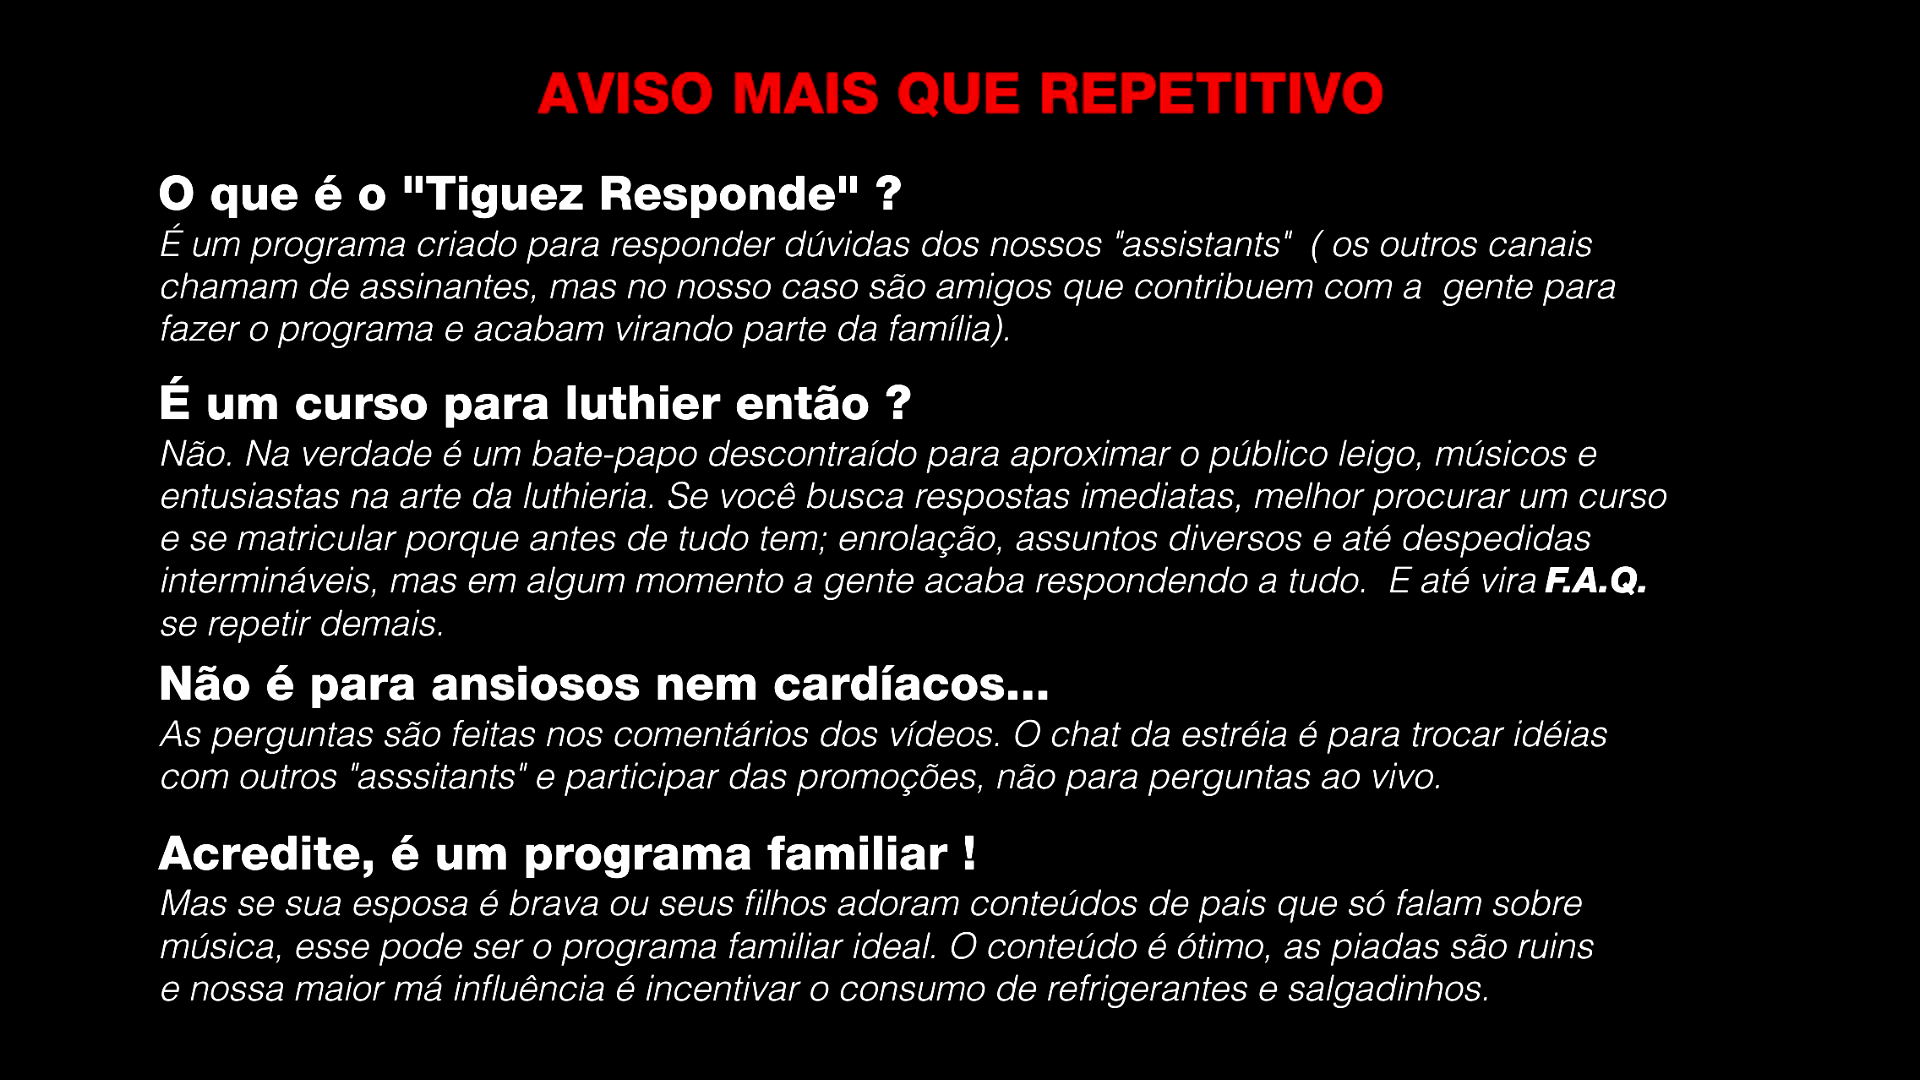 AVISO MAIS QUE REPETITIVO
O que é o "Tiguez Responde" ?
É um programa criado para responder dúvidas dos nossos "assistants"  ( os outros canais
chamam de assinantes, mas no nosso caso são amigos que contribuem com a  gente para
fazer o programa e acabam virando parte da família).
É um curso para luthier então ?
Não. Na verdade é um bate-papo descontraído para aproximar o público leigo, músicos e
entusiastas na arte da luthieria. Se você busca respostas imediatas, melhor procurar um curso
e se matricular porque antes de tudo tem; enrolação, assuntos diversos e até despedidas
intermináveis, mas em algum momento a gente acaba respondendo a tudo.  E até vira F.A.Q.
se repetir demais.
Não é para ansiosos nem cardíacos...
As perguntas são feitas nos comentários dos vídeos. O chat da estréia é para trocar idéias
com outros "asssitants" e participar das promoções, não para perguntas ao vivo.
Acredite, é um programa familiar !
Mas se sua esposa é brava ou seus filhos adoram conteúdos de pais que só falam sobre
música, esse pode ser o programa familiar ideal. O conteúdo é ótimo, as piadas são ruins
e nossa maior má influência é incentivar o consumo de refrigerantes e salgadinhos.